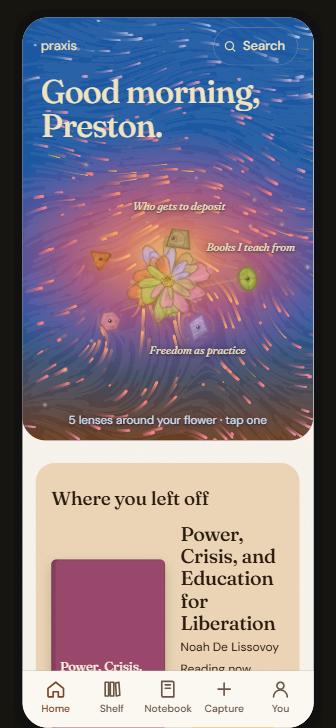 praxis
Search
Good morning,
Preston.
Who gets to deposit
Books I teach from
Freedom as practice
5 lenses around your flower · tap one
Where you left off
Power,
Crisis, and
Education
for
Liberation
Noah De Lissovoy
Reading now
Power, Crisis,
Home
Shelf
Notebook
Capture
You